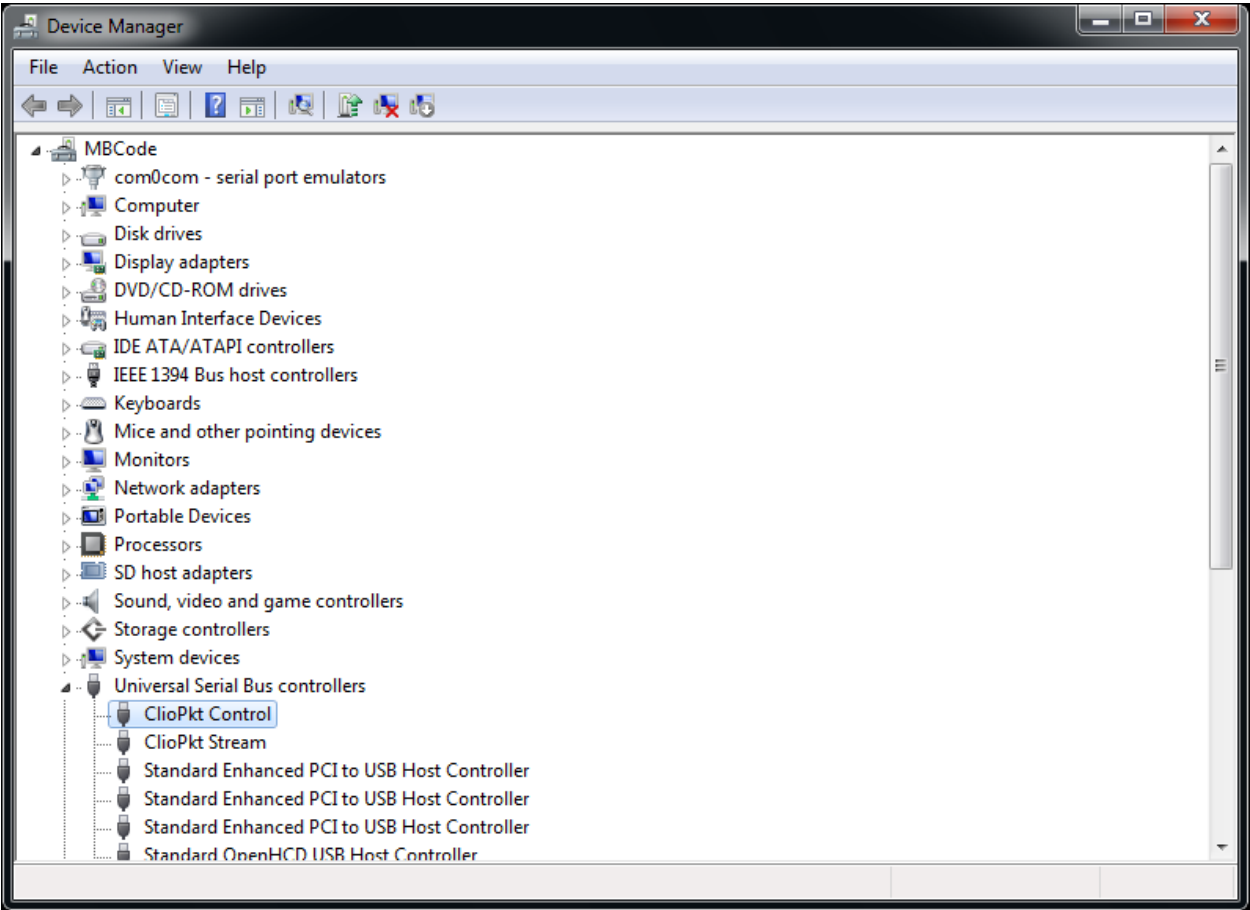 Device Manager
File Action View Help
MBCode
com0com - serial port emulators
Computer
Disk drives
Display adapters
DVD/CD-ROM drives
Human Interface Devices
IDE ATA/ATAPI controllers
IEEE 1394 Bus host controllers
Keyboards
Mice and other pointing devices
Monitors
Network adapters
Portable Devices
Processors
SD host adapters
Sound, video and game controllers
Storage controllers
System devices
Universal Serial Bus controllers
ClioPkt Control
ClioPkt Stream
Standard Enhanced PCI to USB Host Controller
Standard Enhanced PCI to USB Host Controller
Standard Enhanced PCI to USB Host Controller
Standard OpenHCD USB Host Controller